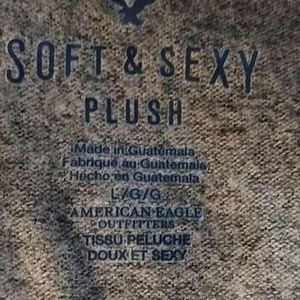 SOFT & SEXY
PLUSH
Made in Guatemala
Fabriqué au Guatemala
Hecho en Guatemala
L/G/G
AMERICAN EAGLE
OUTFITTERS
TISSU PELUCHE
DOUX ET SEXY